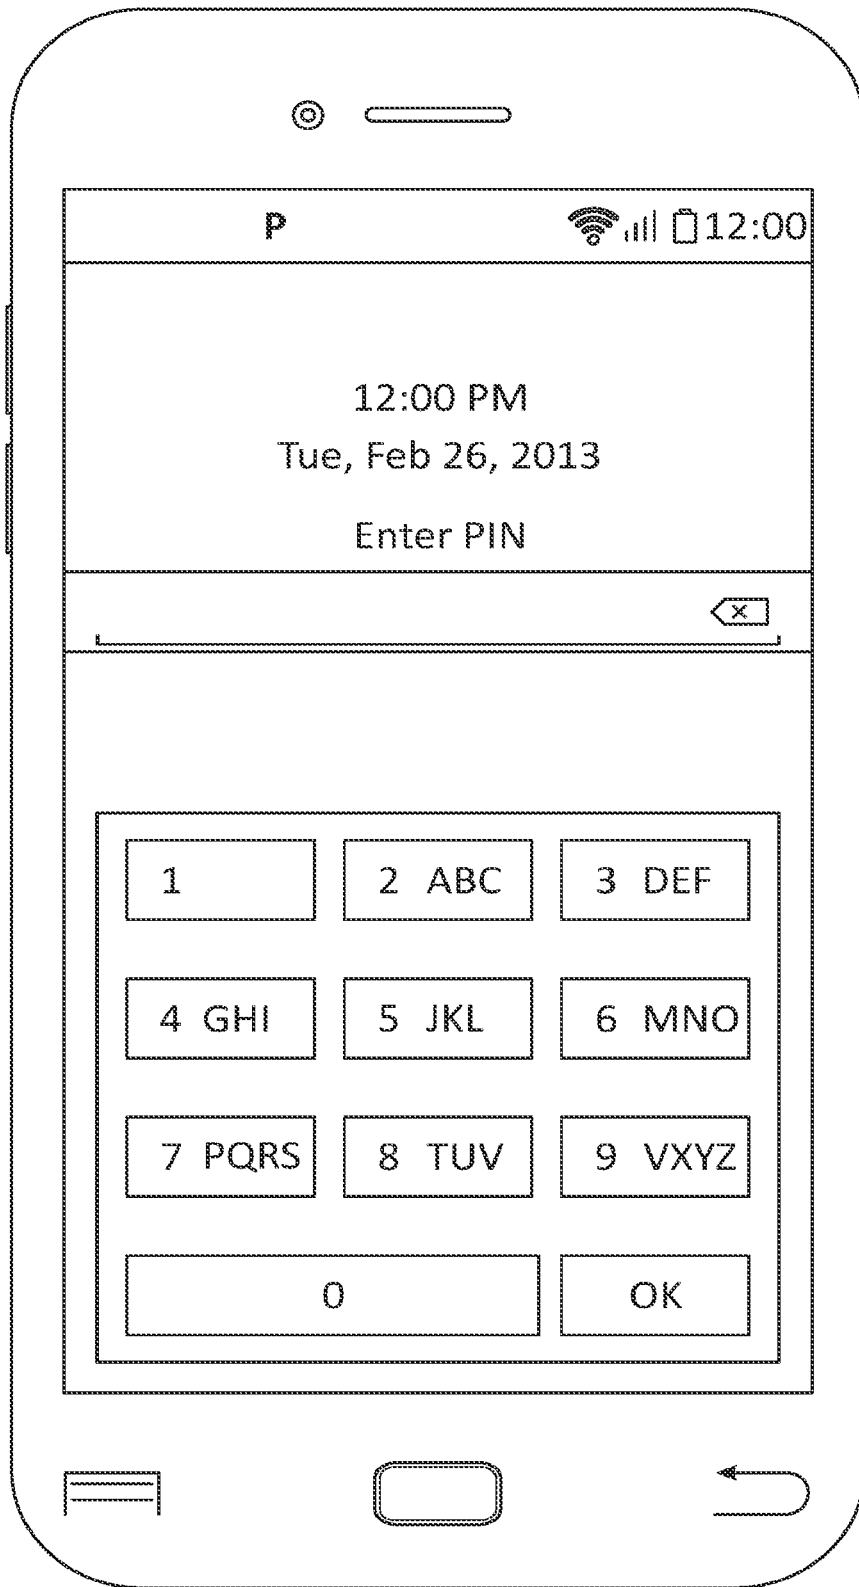 P 12:00
12:00 PM
Tue, Feb 26, 2013
Enter PIN
1 2 ABC 3 DEF
4 GHI 5 JKL 6 MNO
7 PQRS 8 TUV 9 VXYZ
0 OK